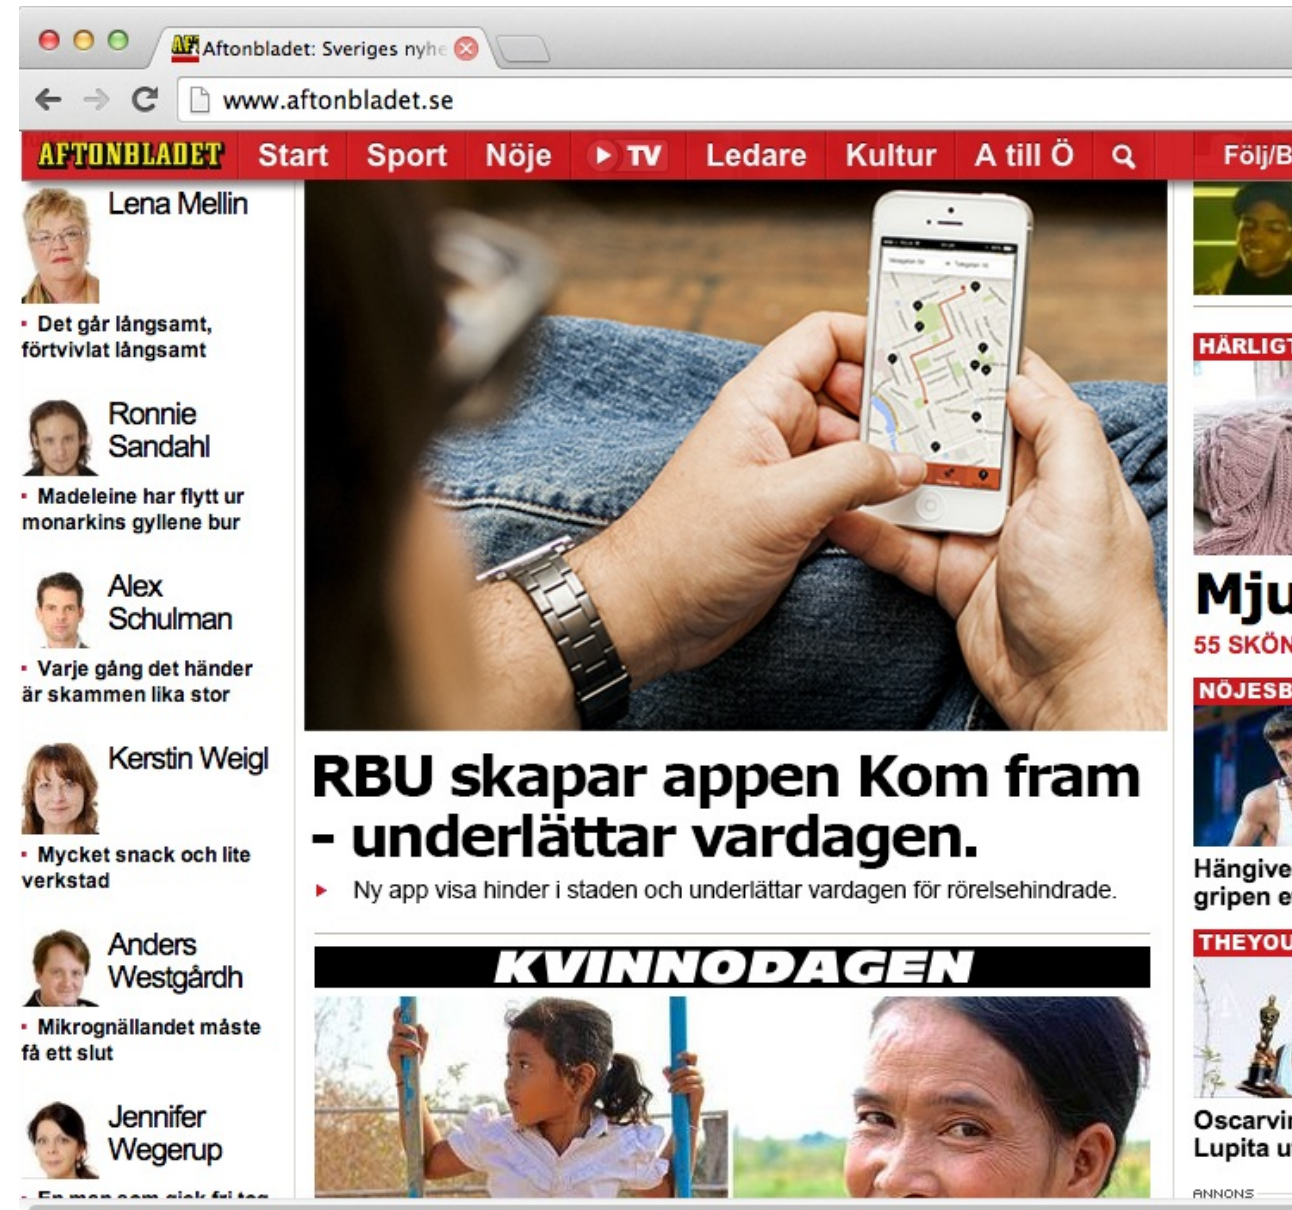 Aftonbladet: Sveriges nyhe
www.aftonbladet.se
AFTONBLADET Start Sport Nöje TV Ledare Kultur A till Ö Följ/B
Lena Mellin
Det går långsamt,
förtvivlat långsamt
Ronnie
Sandahl
Madeleine har flytt ur
monarkins gyllene bur
Alex
Schulman
Varje gång det händer
är skammen lika stor
Kerstin Weigl
Mycket snack och lite
verkstad
Anders
Westgårdh
Mikrognällandet måste
få ett slut
Jennifer
Wegerup
RBU skapar appen Kom fram
- underlättar vardagen.
Ny app visa hinder i staden och underlättar vardagen för rörelsehindrade.
KVINNODAGEN
HÄRLIGT
Mju
55 SKÖN
NÖJESB
Hängive
gripen e
THEYOU
Oscarvin
Lupita u
ANNONS